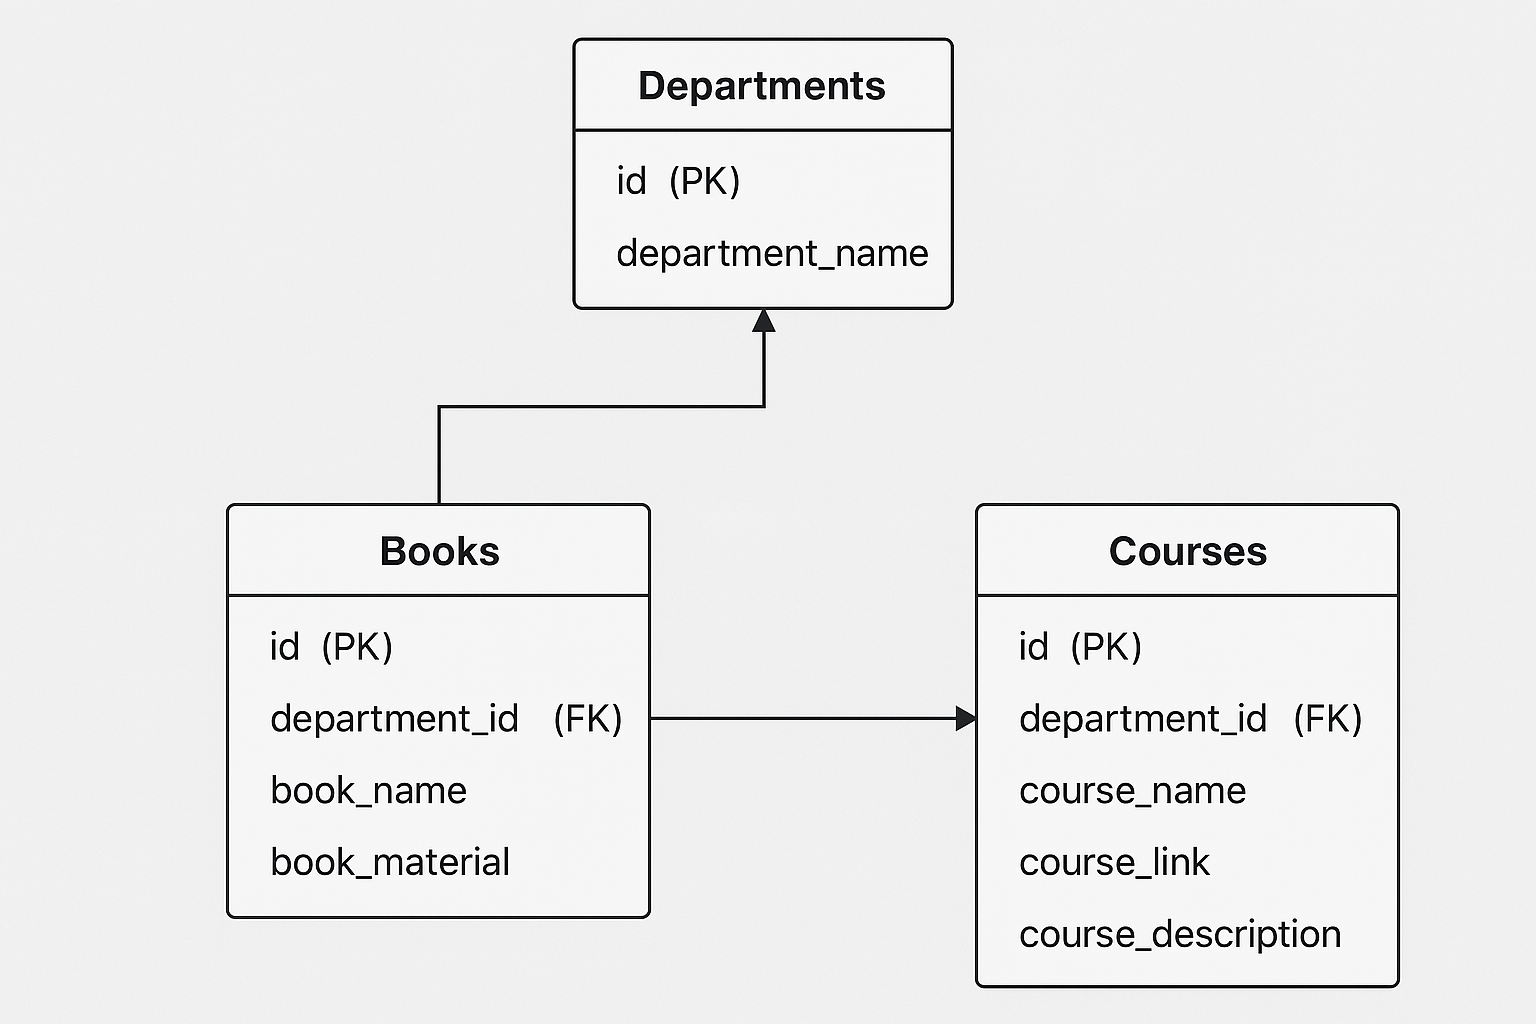 Departments
id (PK)
department_name
Books
id (PK)
department_id (FK)
book_name
book_material
Courses
id (PK)
department_id (FK)
course_name
course_link
course_description